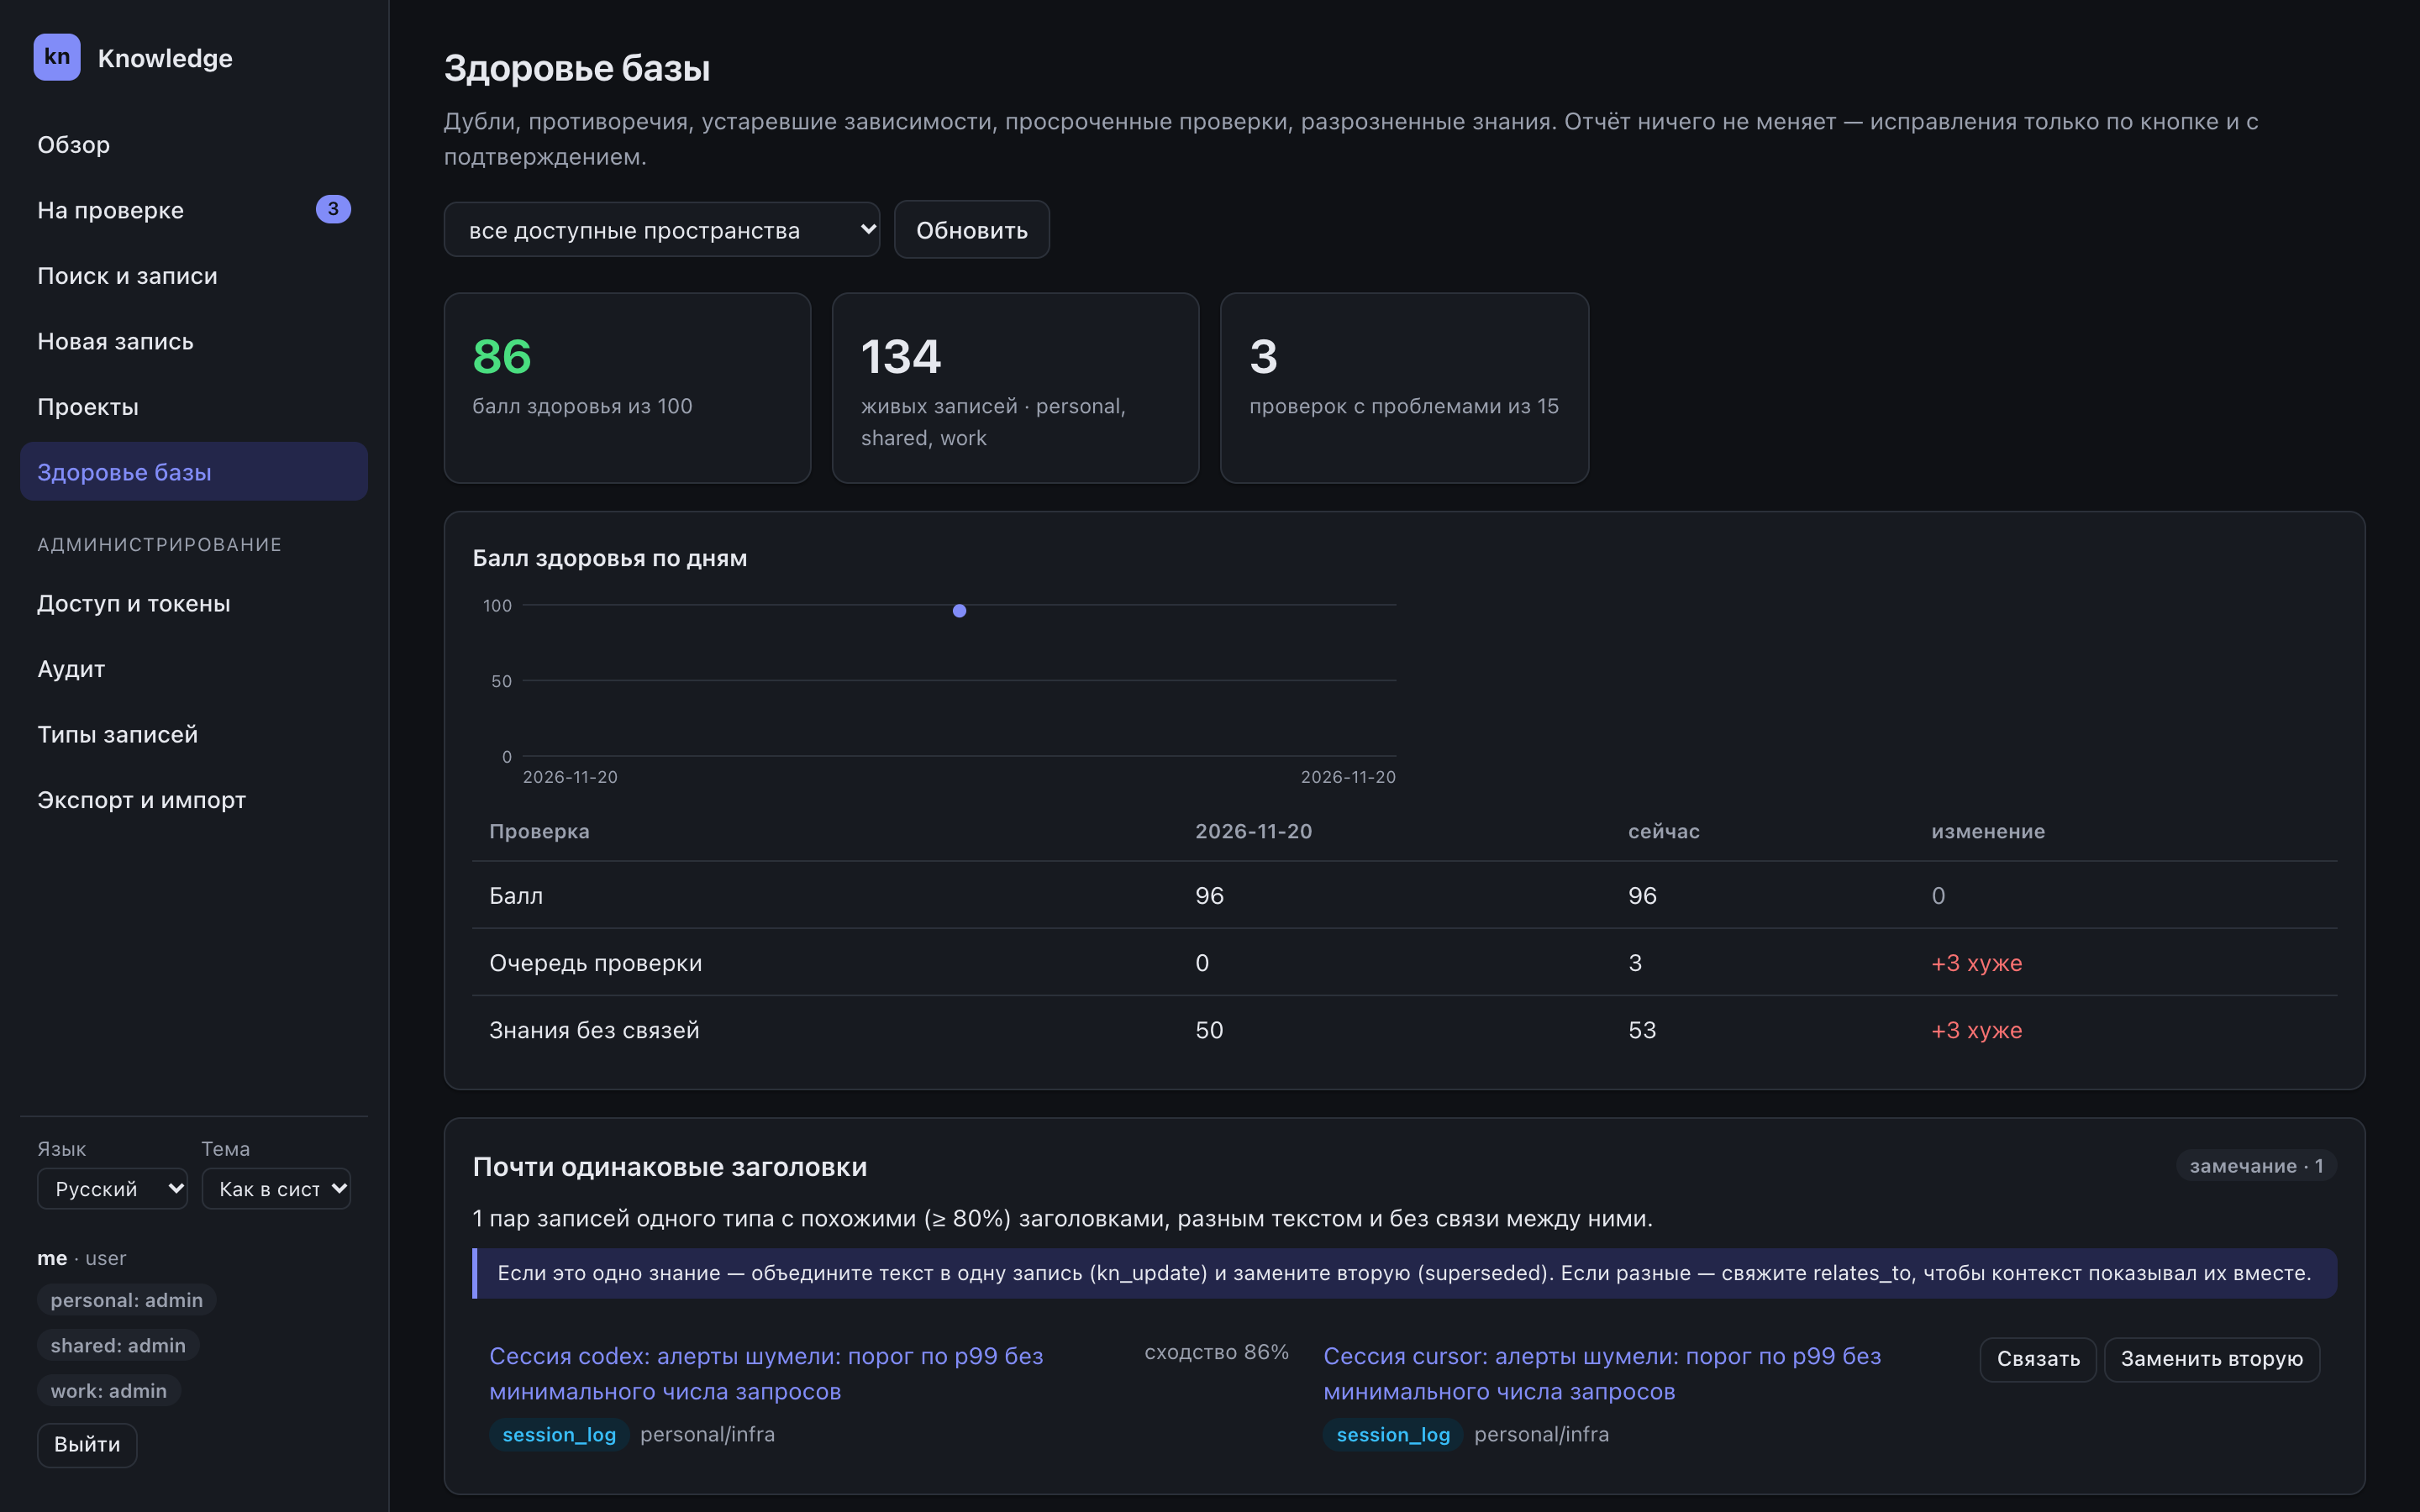 kn Knowledge
Обзор
На проверке 3
Поиск и записи
Новая запись
Проекты
Здоровье базы
АДМИНИСТРИРОВАНИЕ
Доступ и токены
Аудит
Типы записей
Экспорт и импорт
Язык Тема
Русский Как в сист
me · user
personal: admin
shared: admin
work: admin
Выйти
Здоровье базы
Дубли, противоречия, устаревшие зависимости, просроченные проверки, разрозненные знания. Отчёт ничего не меняет — исправления только по кнопке и с
подтверждением.
все доступные пространства Обновить
86
балл здоровья из 100
134
живых записей · personal,
shared, work
3
проверок с проблемами из 15
Балл здоровья по дням
100
50
0
2026-11-20 2026-11-20
Проверка 2026-11-20 сейчас изменение
Балл 96 96 0
Очередь проверки 0 3 +3 хуже
Знания без связей 50 53 +3 хуже
Почти одинаковые заголовки замечание · 1
1 пар записей одного типа с похожими (≥ 80%) заголовками, разным текстом и без связи между ними.
Если это одно знание — объедините текст в одну запись (kn_update) и замените вторую (superseded). Если разные — свяжите relates_to, чтобы контекст показывал их вместе.
Сессия codex: алерты шумели: порог по p99 без
минимального числа запросов
session_log personal/infra
сходство 86%
Сессия cursor: алерты шумели: порог по p99 без
минимального числа запросов
session_log personal/infra
Связать Заменить вторую